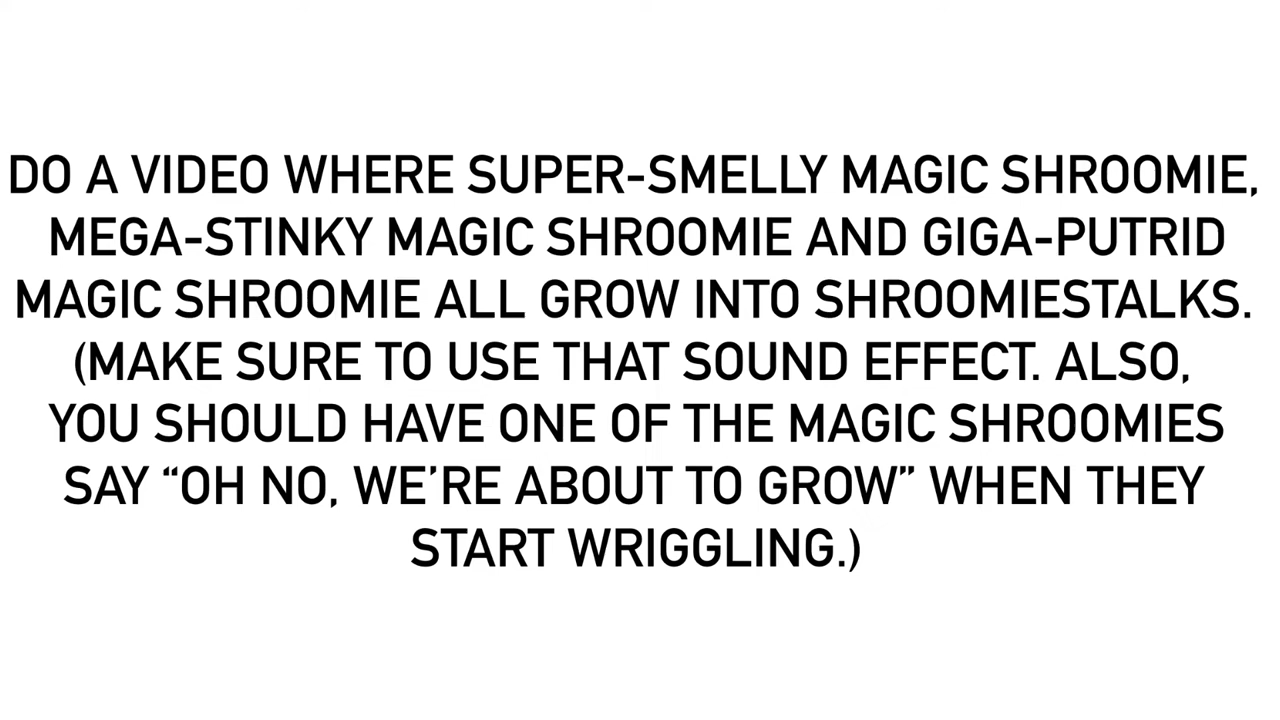 DO A VIDEO WHERE SUPER-SMELLY MAGIC SHROOMIE,
MEGA-STINKY MAGIC SHROOMIE AND GIGA-PUTRID
MAGIC SHROOMIE ALL GROW INTO SHROOMIESTALKS.
(MAKE SURE TO USE THAT SOUND EFFECT. ALSO,
YOU SHOULD HAVE ONE OF THE MAGIC SHROOMIES
SAY “OH NO, WE’RE ABOUT TO GROW” WHEN THEY
START WRIGGLING.)